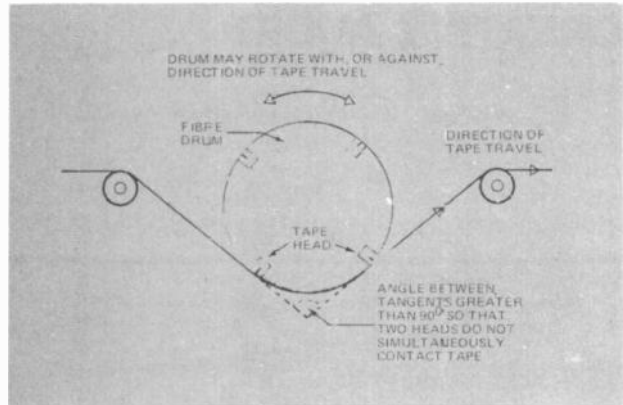 DRUM MAY ROTATE WITH, OR AGAINST,
DIRECTION OF TAPE TRAVEL
FIBRE
DRUM
DIRECTION OF
TAPE TRAVEL
TAPE
HEAD
ANGLE BETWEEN
TANGENTS GREATER
THAN 90° SO THAT
TWO HEADS DO NOT
SIMULTANEOUSLY
CONTACT TAPE